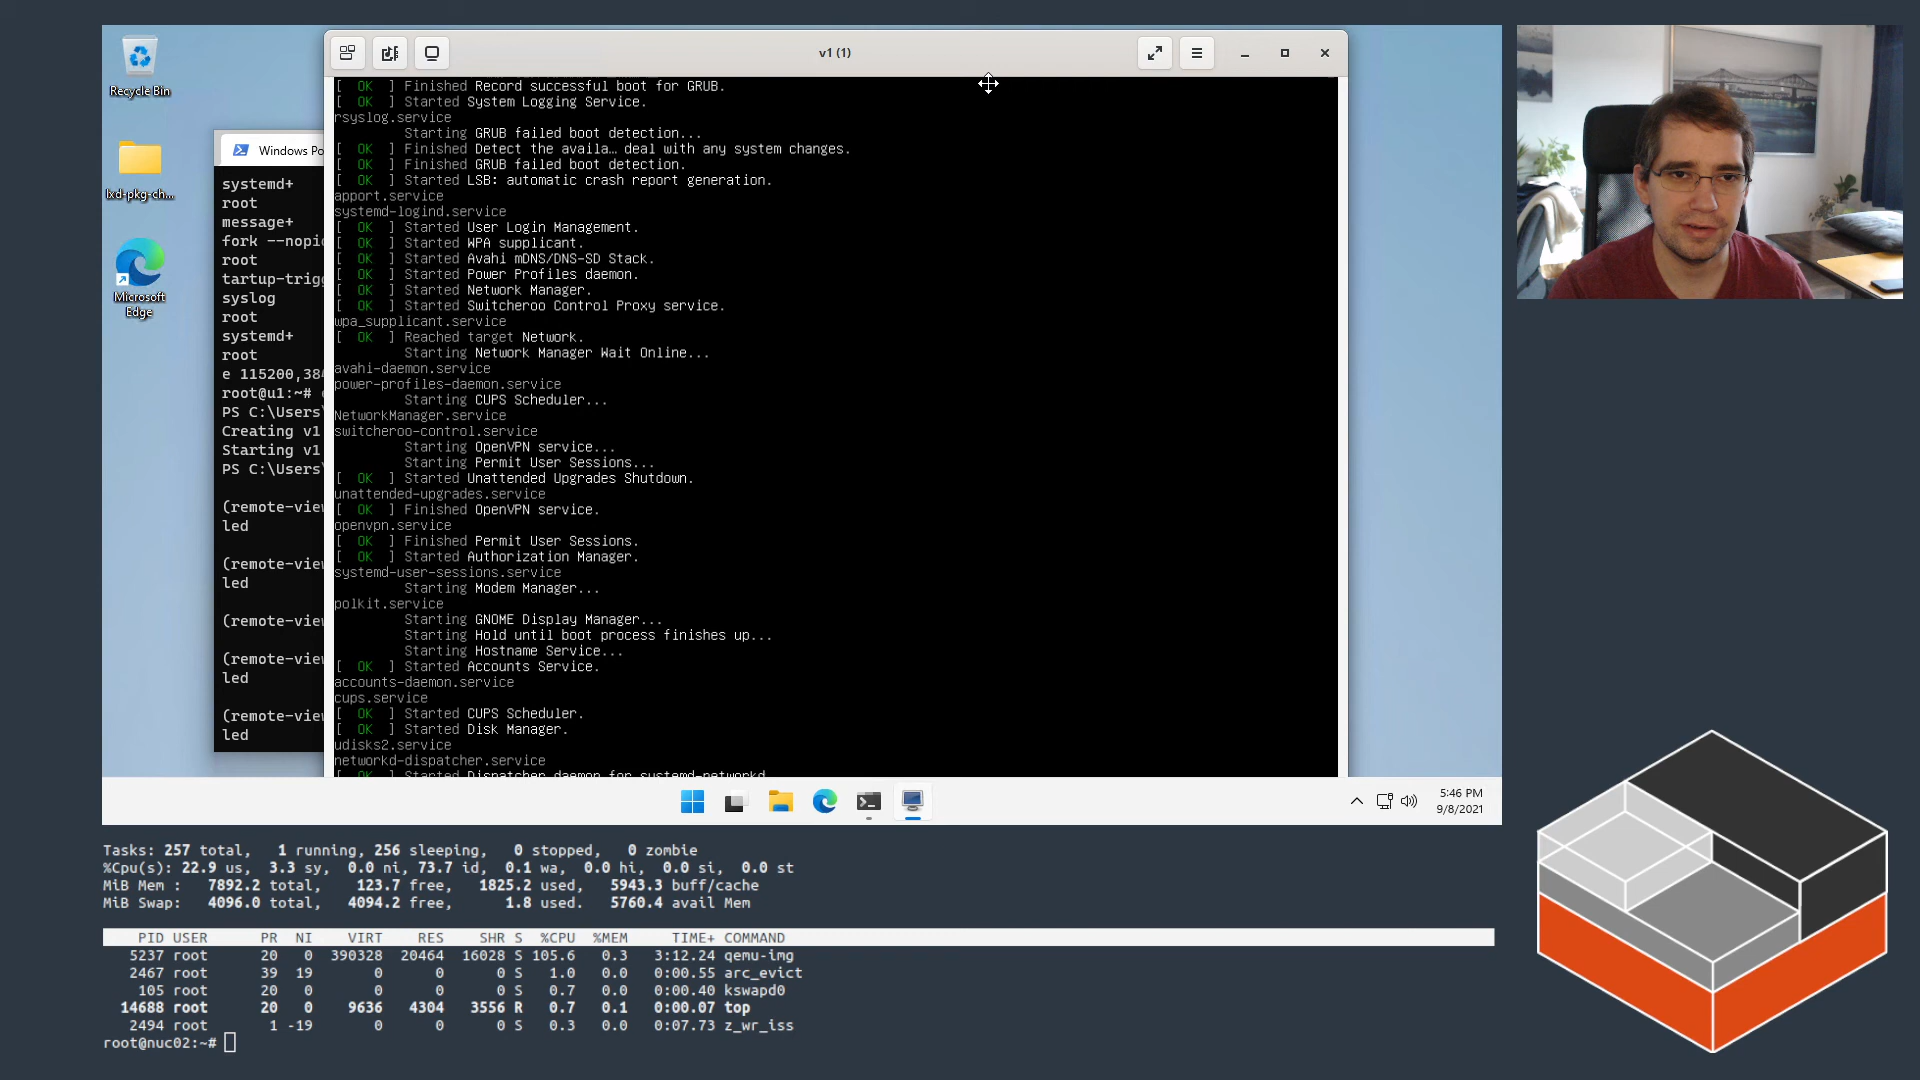 Recycle Bin
lxd-pkg-ch...
Microsoft
Edge
Windows Po
systemd+
root
message+
fork --nopi
root
tartup-trig
syslog
root
systemd+
root
e 115200,38
root@u1:~#
PS C:\Users\
Creating v1
Starting v1
PS C:\Users\
(remote-vie
led
(remote-vie
led
(remote-vie
(remote-vie
led
(remote-vie
led
v1 (1)
[  OK  ] Finished Record successful boot for GRUB.
[  OK  ] Started System Logging Service.
rsyslog.service
Starting GRUB failed boot detection...
[  OK  ] Finished Detect the availa… deal with any system changes.
[  OK  ] Finished GRUB failed boot detection.
[  OK  ] Started LSB: automatic crash report generation.
apport.service
systemd-logind.service
[  OK  ] Started User Login Management.
[  OK  ] Started WPA supplicant.
[  OK  ] Started Avahi mDNS/DNS-SD Stack.
[  OK  ] Started Power Profiles daemon.
[  OK  ] Started Network Manager.
[  OK  ] Started Switcheroo Control Proxy service.
wpa_supplicant.service
[  OK  ] Reached target Network.
Starting Network Manager Wait Online...
avahi-daemon.service
power-profiles-daemon.service
Starting CUPS Scheduler...
NetworkManager.service
switcheroo-control.service
Starting OpenVPN service...
Starting Permit User Sessions...
[  OK  ] Started Unattended Upgrades Shutdown.
unattended-upgrades.service
[  OK  ] Finished OpenVPN service.
openvpn.service
[  OK  ] Finished Permit User Sessions.
[  OK  ] Started Authorization Manager.
systemd-user-sessions.service
Starting Modem Manager...
polkit.service
Starting GNOME Display Manager...
Starting Hold until boot process finishes up...
Starting Hostname Service...
[  OK  ] Started Accounts Service.
accounts-daemon.service
cups.service
[  OK  ] Started CUPS Scheduler.
[  OK  ] Started Disk Manager.
udisks2.service
networkd-dispatcher.service
[  OK  ] Started Dispatcher daemon for systemd-networkd
5:46 PM
9/8/2021
Tasks: 257 total,   1 running, 256 sleeping,   0 stopped,   0 zombie
%Cpu(s): 22.9 us,  3.3 sy,  0.0 ni, 73.7 id,  0.1 wa,  0.0 hi,  0.0 si,  0.0 st
MiB Mem :   7892.2 total,    123.7 free,   1825.2 used,   5943.3 buff/cache
MiB Swap:   4096.0 total,   4094.2 free,      1.8 used.   5760.4 avail Mem
PID USER      PR  NI    VIRT    RES    SHR S  %CPU  %MEM     TIME+ COMMAND
5237 root      20   0  390328  20464  16028 S 105.6   0.3   3:12.24 qemu-img
2467 root      39  19       0      0      0 S   1.0   0.0   0:00.55 arc_evict
105 root      20   0       0      0      0 S   0.7   0.0   0:00.40 kswapd0
14688 root      20   0    9636   4304   3556 R   0.7   0.1   0:00.07 top
2494 root       1 -19       0      0      0 S   0.3   0.0   0:07.73 z_wr_iss
root@nuc02:~#